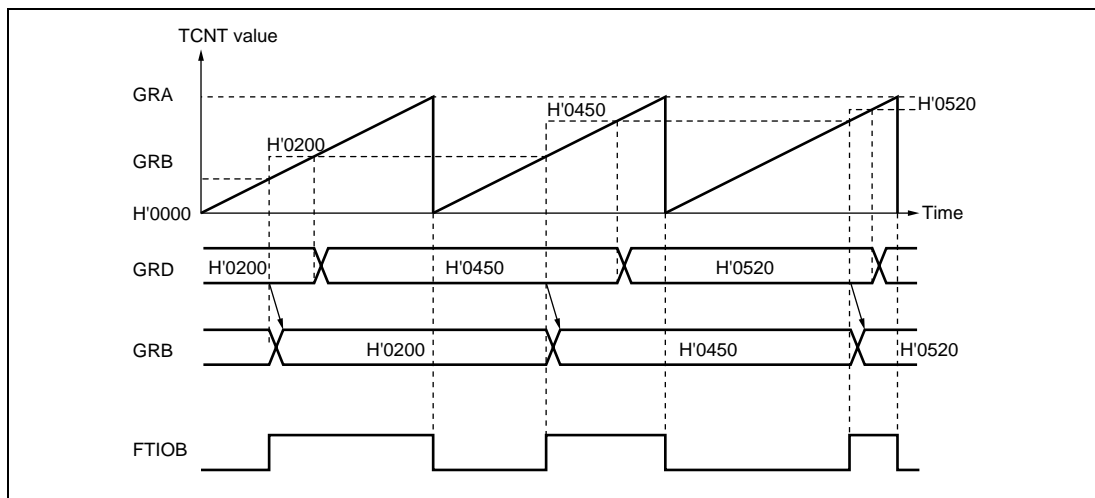 TCNT value
GRA
H'0450
H'0520
H'0200
GRB
H'0000
Time
GRD
H'0200
H'0450
H'0520
GRB
H'0200
H'0450
H'0520
FTIOB